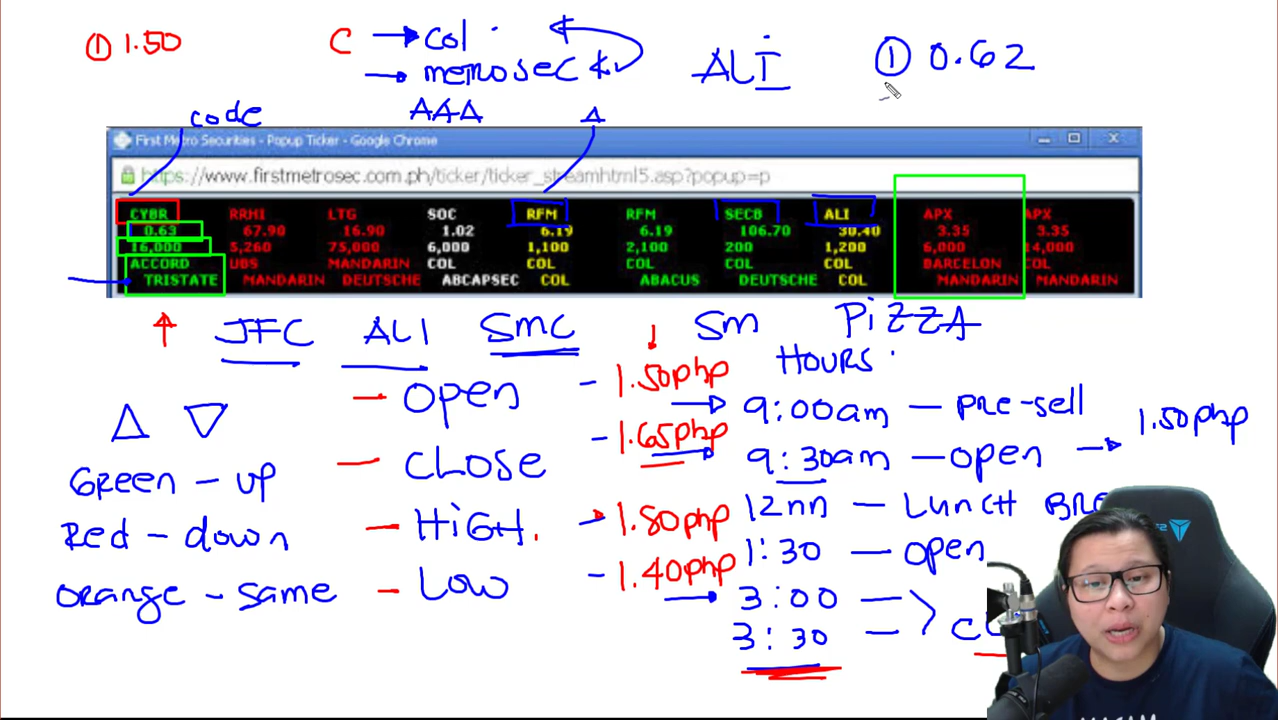 ① 1.50
C → COL
→ METROSEC
ALI
① 0.62
code
AAA
First Metro Securities - Popup Ticker - Google Chrome
https://www.firstmetrosec.com.ph/ticker/ticker_streamhtml5.asp?popup=p
CYBR RRHI LTG SOC RFM RFM SECB ALI APX APX
0.63 67.90 16.90 1.02 6.19 6.19 106.70 30.40 3.35 3.35
16,000 5,260 75,000 6,000 1,100 2,100 200 1,200 6,000 14,000
ACCORD UBS MANDARIN COL COL COL COL COL BARCELON COL
TRISTATE MANDARIN DEUTSCHE ABCAPSEC COL ABACUS DEUTSCHE COL MANDARIN MANDARIN
JFC ALI SMC SM PIZZA
HOURS
- OPEN - 1.50php
- CLOSE - 1.65php
- HIGH. - 1.80php
- LOW - 1.40php
Green - up
Red - down
orange - same
9:00am - PRE-sell
9:30am - open → 1.50php
12nn - LUNCH
1:30 - open
3:00 -
3:30 -